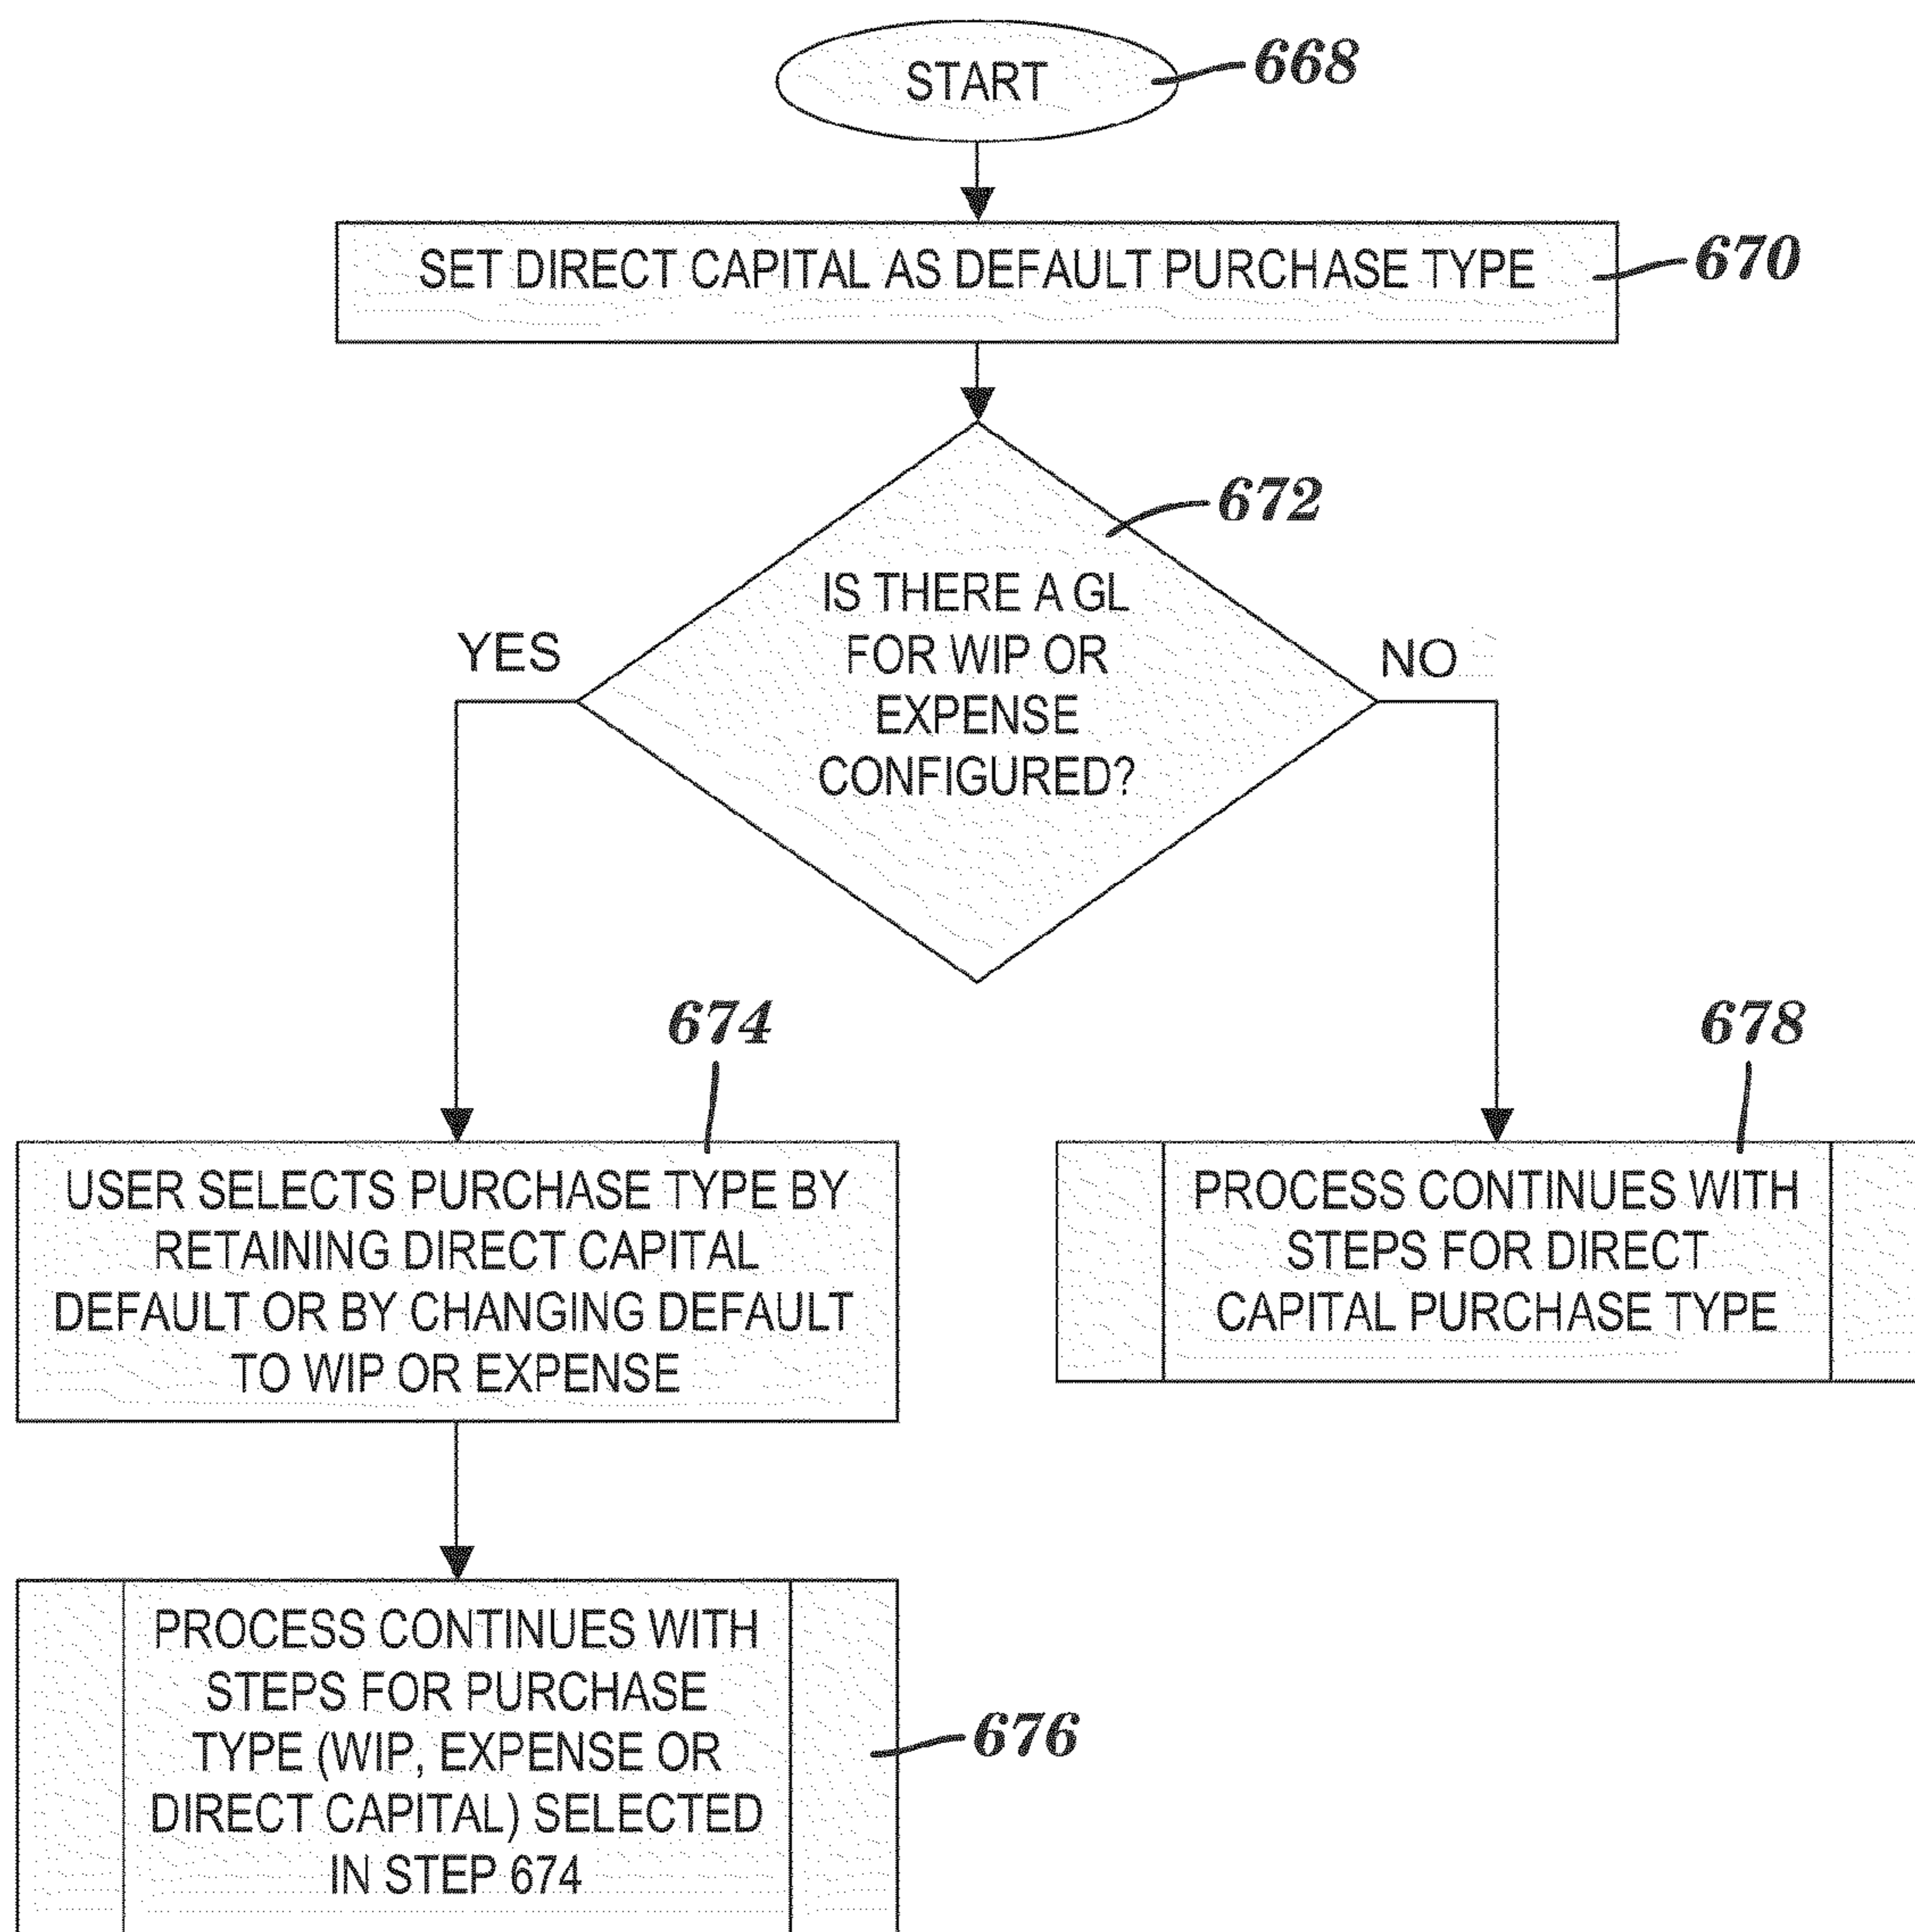 START
668
SET DIRECT CAPITAL AS DEFAULT PURCHASE TYPE
670
672
IS THERE A GL
FOR WIP OR
EXPENSE
CONFIGURED?
YES
NO
674
678
USER SELECTS PURCHASE TYPE BY
RETAINING DIRECT CAPITAL
DEFAULT OR BY CHANGING DEFAULT
TO WIP OR EXPENSE
PROCESS CONTINUES WITH
STEPS FOR DIRECT
CAPITAL PURCHASE TYPE
PROCESS CONTINUES WITH
STEPS FOR PURCHASE
TYPE (WIP, EXPENSE OR
DIRECT CAPITAL) SELECTED
IN STEP 674
676